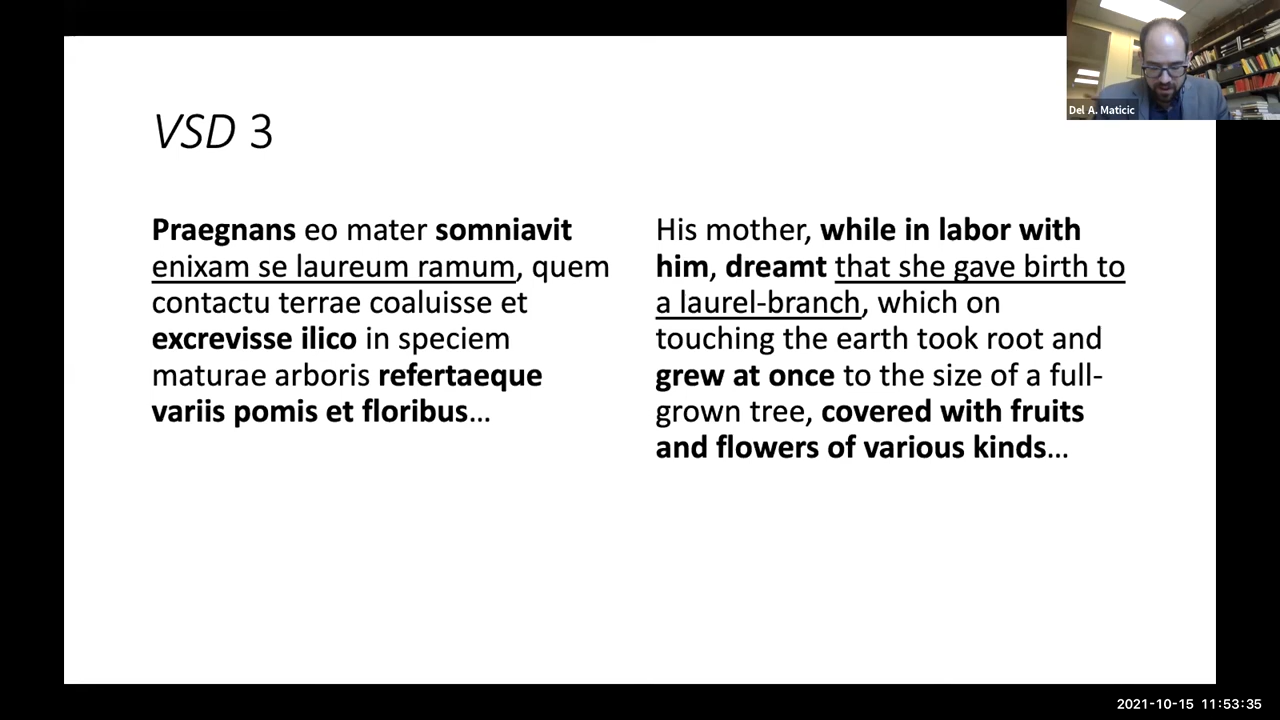 Del A. Maticic
VSD 3
Praegnans eo mater somniavit
enixam se laureum ramum, quem
contactu terrae coaluisse et
excrevisse ilico in speciem
maturae arboris refertaeque
variis pomis et floribus…
His mother, while in labor with
him, dreamt that she gave birth to
a laurel-branch, which on
touching the earth took root and
grew at once to the size of a full-
grown tree, covered with fruits
and flowers of various kinds…
2021-10-15 11:53:35